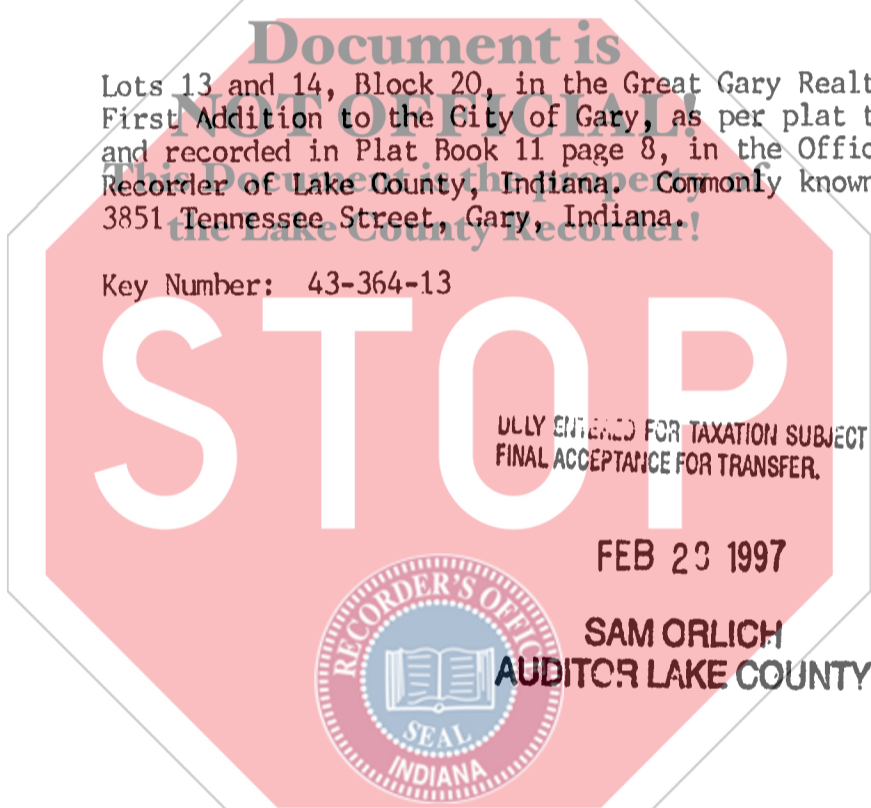 Document is
Lots 13 and 14, Block 20, in the Great Gary Realt
NOT OFFICIAL!
First Addition to the City of Gary, as per plat t
and recorded in Plat Book 11 page 8, in the Offic
This Document is the property of
Recorder of Lake County, Indiana. Commonly known
the Lake County Recorder!
3851 Tennessee Street, Gary, Indiana.
Key Number: 43-364-13
STOP
DULY ENTERED FOR TAXATION SUBJECT
FINAL ACCEPTANCE FOR TRANSFER.
FEB 1997
SAM ORLICH
AUDITOR LAKE COUNTY
RECORDER'S OFFIC
SEAL
INDIANA